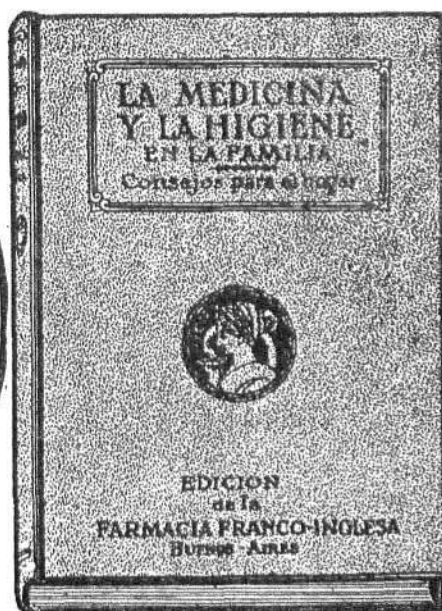 LA MEDICINA
Y LA HIGIENE
EN LA FAMILIA
Consejos para el hogar
EDICION
de la
FARMACIA FRANCO-INGLESA
BUENOS AIRES